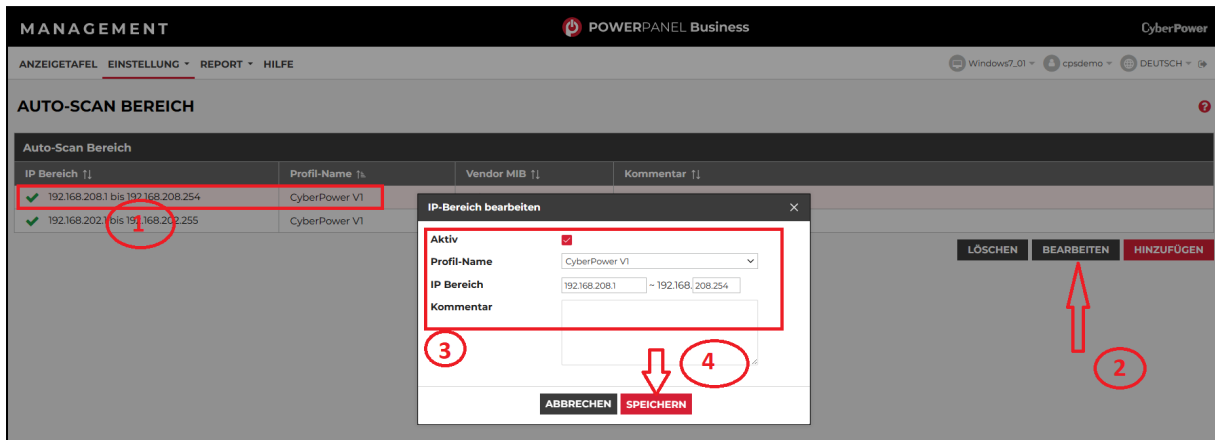 MANAGEMENT POWERPANEL Business CyberPower
ANZEIGETAFEL EINSTELLUNG REPORT HILFE Windows7_01 cpsdemo DEUTSCH
AUTO-SCAN BEREICH ?
Auto-Scan Bereich
IP Bereich Profil-Name Vendor MIB Kommentar
192.168.208.1 bis 192.168.208.254 CyberPower V1
192.168.202.1 bis 192.168.202.255 CyberPower V1
1
LÖSCHEN BEARBEITEN HINZUFÜGEN
2
IP-Bereich bearbeiten ×
Aktiv
Profil-Name CyberPower V1
IP Bereich 192.168.208.1 ~ 192.168. 208.254
Kommentar
3
4
ABBRECHEN SPEICHERN